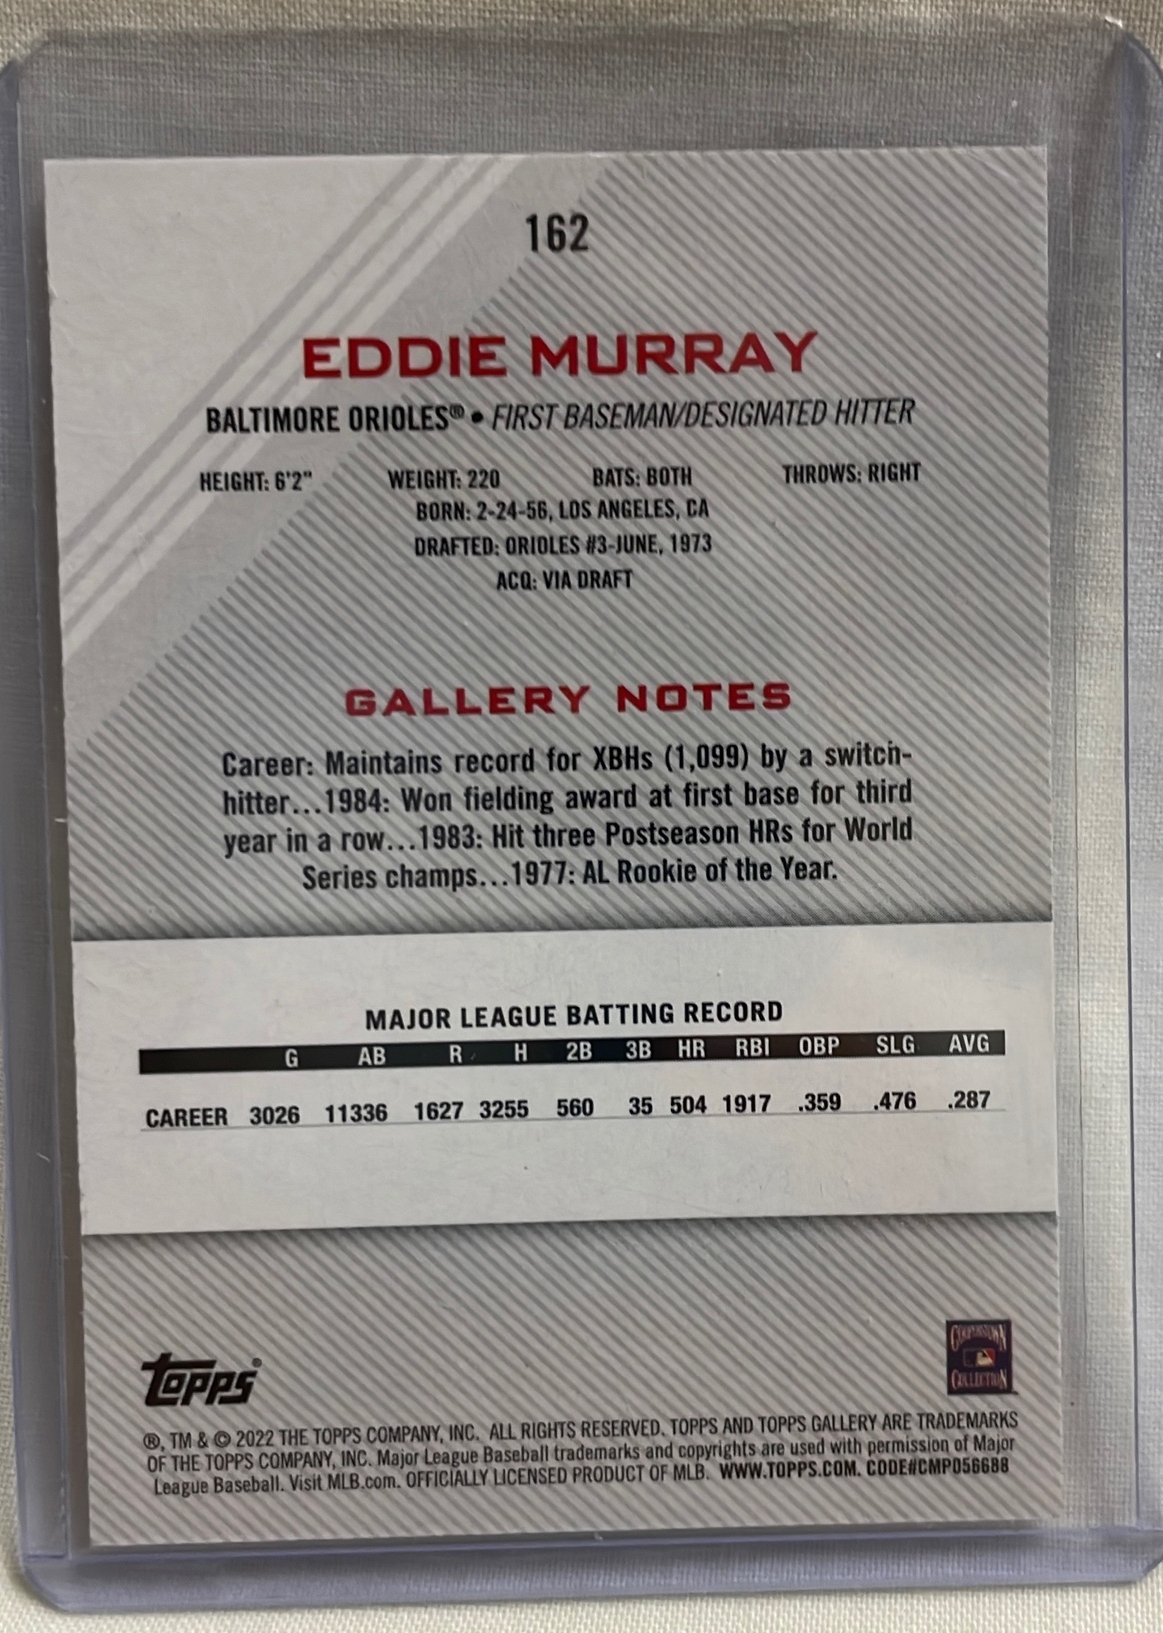 162
EDDIE MURRAY
BALTIMORE ORIOLES® • FIRST BASEMAN/DESIGNATED HITTER
HEIGHT: 6'2" WEIGHT: 220 BATS: BOTH THROWS: RIGHT
BORN: 2-24-56, LOS ANGELES, CA
DRAFTED: ORIOLES #3-JUNE, 1973
ACQ: VIA DRAFT
GALLERY NOTES
Career: Maintains record for XBHs (1,099) by a switch-
hitter...1984: Won fielding award at first base for third
year in a row...1983: Hit three Postseason HRs for World
Series champs...1977: AL Rookie of the Year.
MAJOR LEAGUE BATTING RECORD
G AB R H 2B 3B HR RBI OBP SLG AVG
CAREER 3026 11336 1627 3255 560 35 504 1917 .359 .476 .287
COOPERSTOWN
COLLECTION
TOPPS®
®, TM & © 2022 THE TOPPS COMPANY, INC. ALL RIGHTS RESERVED. TOPPS AND TOPPS GALLERY ARE TRADEMARKS
OF THE TOPPS COMPANY, INC. Major League Baseball trademarks and copyrights are used with permission of Major
League Baseball. Visit MLB.com. OFFICIALLY LICENSED PRODUCT OF MLB. WWW.TOPPS.COM. CODE#CMP056688